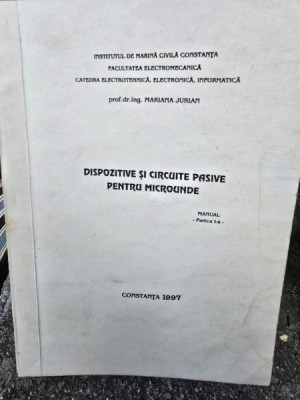 INSTITUTUL DE MARINĂ CIVILĂ CONSTANŢA
FACULTATEA ELECTROMECANICĂ
CATEDRA ELECTROTEHNICĂ, ELECTRONICĂ, INFORMATICĂ
prof.dr.ing. MARIANA JURIAN
DISPOZITIVE ŞI CIRCUITE PASIVE
PENTRU MICROUNDE
MANUAL
- Partea I-a -
CONSTANŢA 1997